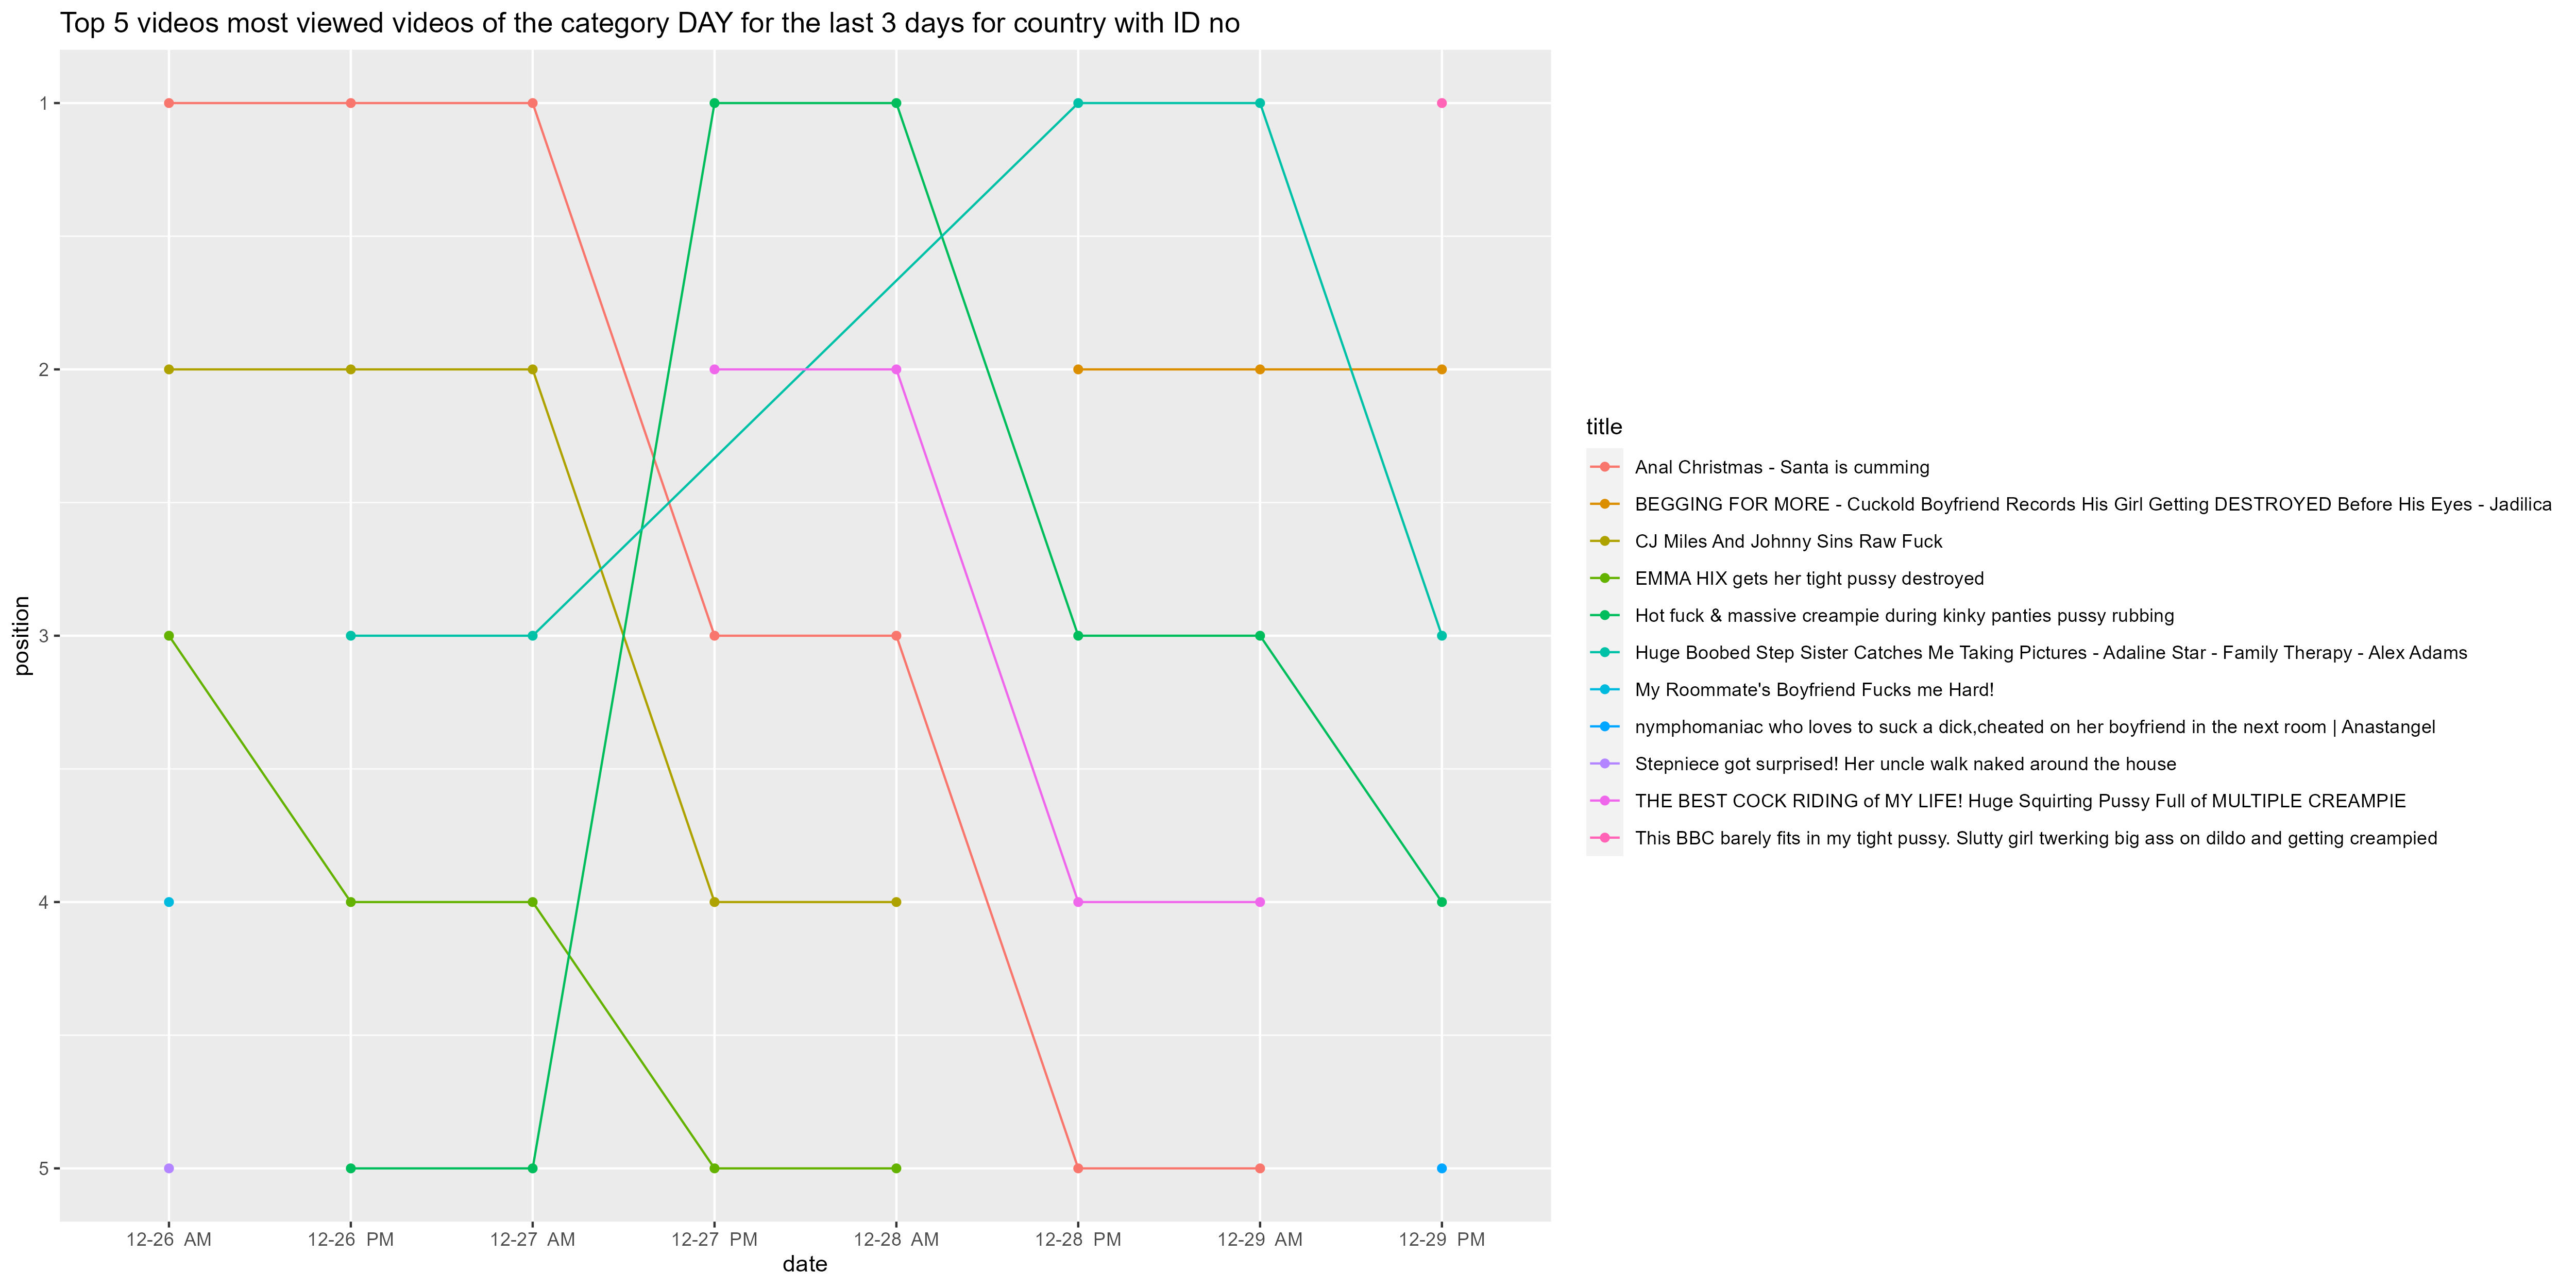 Top 5 videos most viewed videos of the category DAY for the last 3 days for country with ID no
position
1
2
3
4
5
12-26 AM
12-26 PM
12-27 AM
12-27 PM
12-28 AM
12-28 PM
12-29 AM
12-29 PM
date
title
Anal Christmas - Santa is cumming
BEGGING FOR MORE - Cuckold Boyfriend Records His Girl Getting DESTROYED Before His Eyes - Jadilica
CJ Miles And Johnny Sins Raw Fuck
EMMA HIX gets her tight pussy destroyed
Hot fuck & massive creampie during kinky panties pussy rubbing
Huge Boobed Step Sister Catches Me Taking Pictures - Adaline Star - Family Therapy - Alex Adams
My Roommate's Boyfriend Fucks me Hard!
nymphomaniac who loves to suck a dick,cheated on her boyfriend in the next room | Anastangel
Stepniece got surprised! Her uncle walk naked around the house
THE BEST COCK RIDING of MY LIFE! Huge Squirting Pussy Full of MULTIPLE CREAMPIE
This BBC barely fits in my tight pussy. Slutty girl twerking big ass on dildo and getting creampied